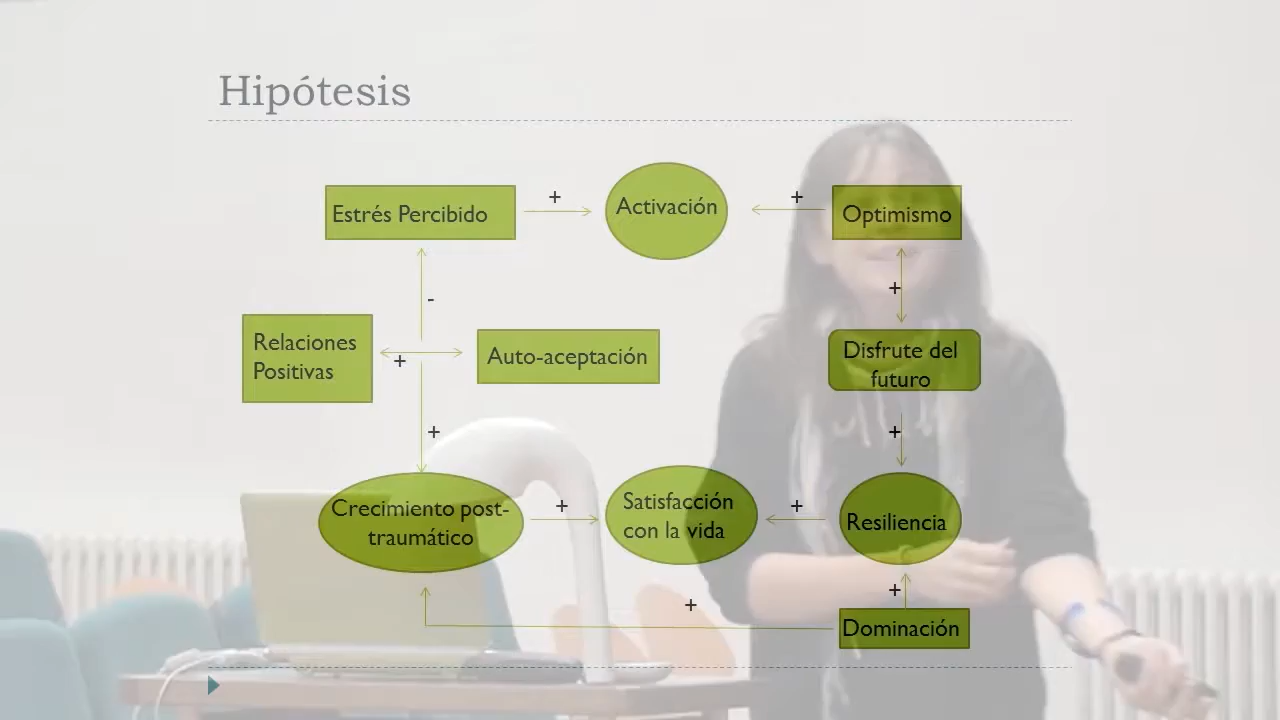 Hipótesis
+
+
Estrés Percibido
Activación
Optimismo
-
+
Relaciones
Positivas
+
Auto-aceptación
Disfrute del
futuro
+
+
Crecimiento post-
traumático
+
Satisfacción
con la vida
+
Resiliencia
+
+
Dominación